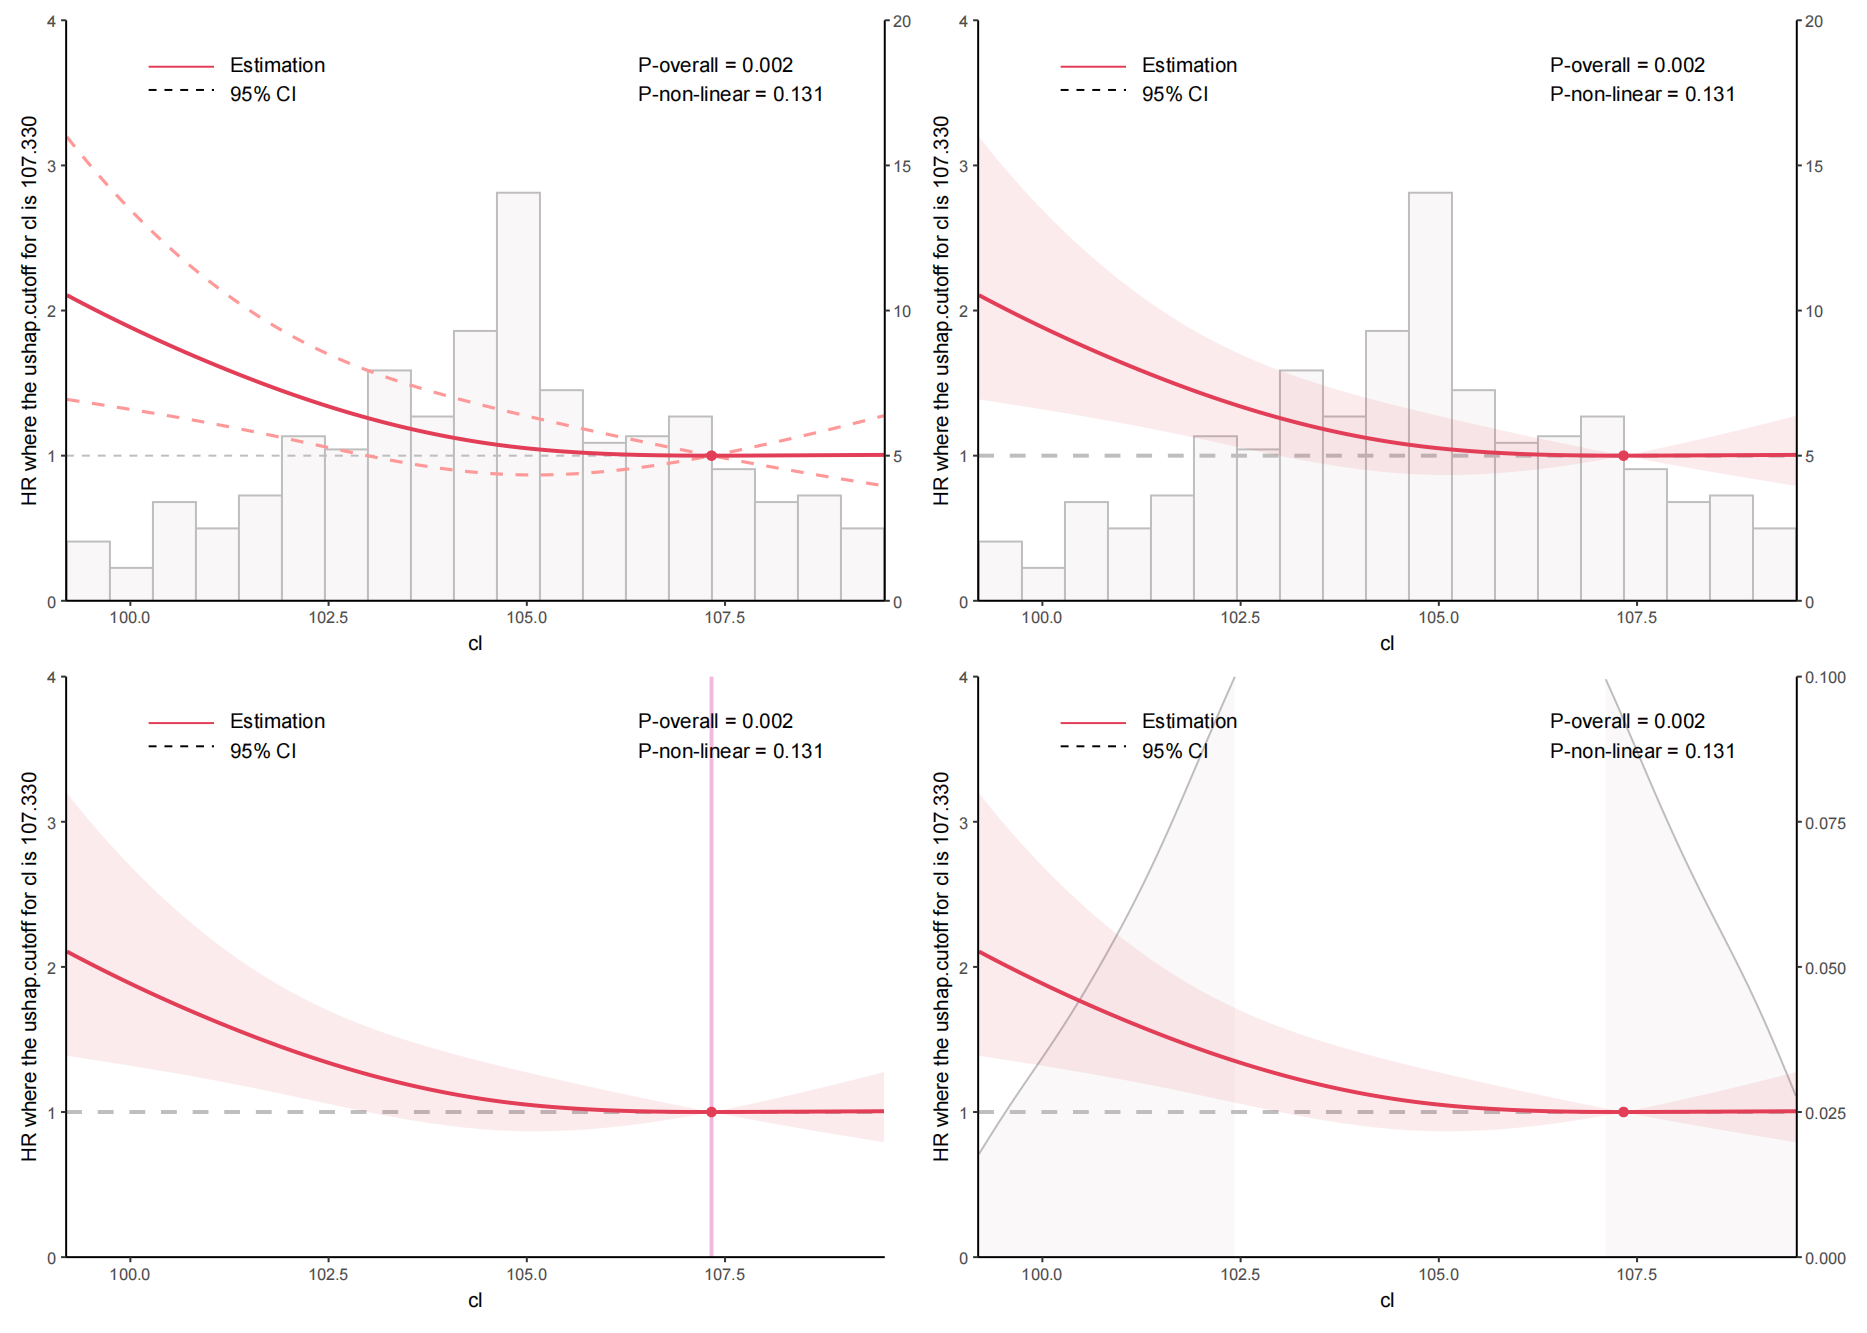 4
3
2
1
0
20
15
10
5
0
HR where the ushap.cutoff for cl is 107.330
Estimation
95% CI
P-overall = 0.002
P-non-linear = 0.131
100.0 102.5 105.0 107.5
cl
4
3
2
1
0
20
15
10
5
0
HR where the ushap.cutoff for cl is 107.330
Estimation
95% CI
P-overall = 0.002
P-non-linear = 0.131
100.0 102.5 105.0 107.5
cl
4
3
2
1
0
HR where the ushap.cutoff for cl is 107.330
Estimation
95% CI
P-overall = 0.002
P-non-linear = 0.131
100.0 102.5 105.0 107.5
cl
4
3
2
1
0
0.100
0.075
0.050
0.025
0.000
HR where the ushap.cutoff for cl is 107.330
Estimation
95% CI
P-overall = 0.002
P-non-linear = 0.131
100.0 102.5 105.0 107.5
cl